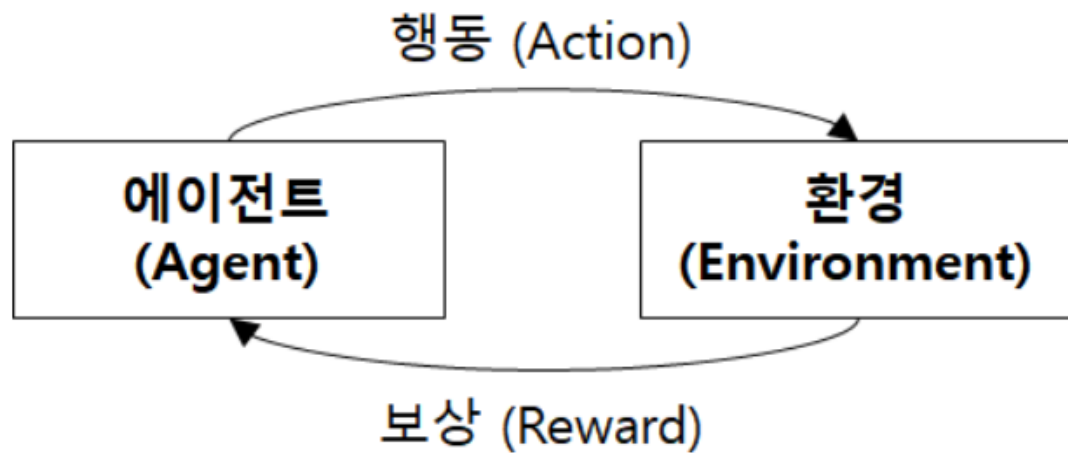 행동 (Action)
에이전트
(Agent)
환경
(Environment)
보상 (Reward)